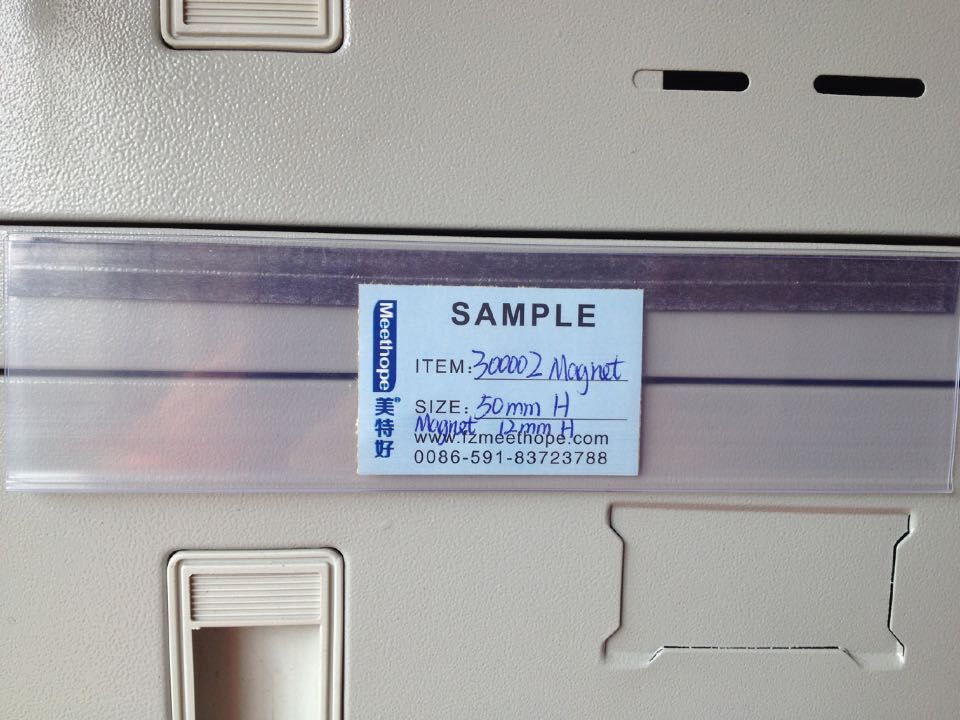 SAMPLE
Meethope
美特好®
ITEM: 300002 Magnet
SIZE: 50mm H
Magnet 12mm H
www.fzmeethope.com
0086-591-83723788